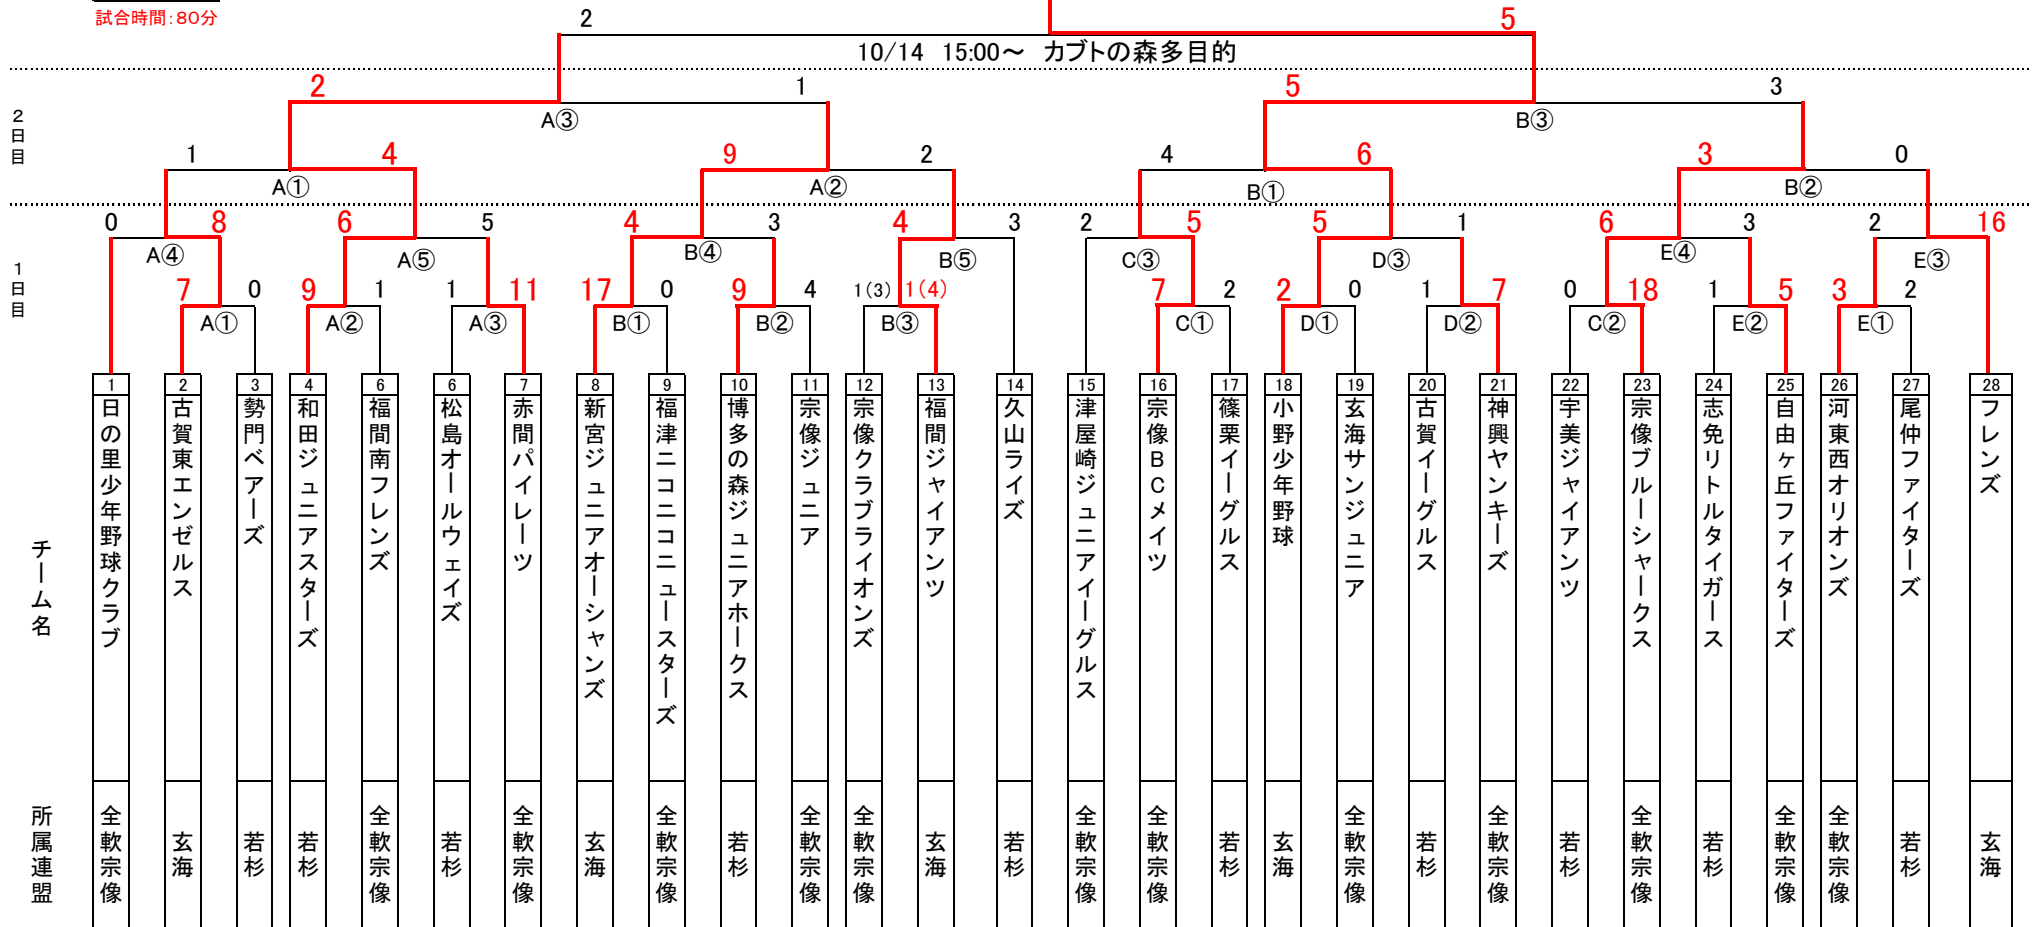 試合時間：８０分
2 5
10/14 15:00～ カブトの森多目的
2 1 5 3
A③ B③
２日目
1 4 9 2 4 6 3 0
A① A② B① B②
0 8 6 5 4 3 4 3 2 5 5 1 6 3 2 16
A④ A⑤ B④ B⑤ C③ D③ E④ E③
１日目
7 0 9 1 1 11 17 0 9 4 1(3) 1(4) 7 2 2 0 1 7 0 18 1 5 3 2
A① A② A③ B① B② B③ C① D① D② C② E② E①
1 2 3 4 6 6 7 8 9 10 11 12 13 14 15 16 17 18 19 20 21 22 23 24 25 26 27 28
チーム名
日の里少年野球クラブ
古賀東エンゼルス
勢門ベアーズ
和田ジュニアスターズ
福間南フレンズ
松島オールウェイズ
赤間パイレーツ
新宮ジュニアオーシャンズ
福津ニコニコニュースターズ
博多の森ジュニアホークス
宗像ジュニア
宗像クラブライオンズ
福間ジャイアンツ
久山ライズ
津屋崎ジュニアイーグルス
宗像ＢＣメイツ
篠栗イーグルス
小野少年野球
玄海サンジュニア
古賀イーグルス
神興ヤンキーズ
宇美ジャイアンツ
宗像ブルーシャークス
志免リトルタイガース
自由ヶ丘ファイターズ
河東西オリオンズ
尾仲ファイターズ
フレンズ
所属連盟
全軟宗像
玄海
若杉
若杉
全軟宗像
若杉
全軟宗像
玄海
全軟宗像
若杉
全軟宗像
全軟宗像
玄海
若杉
全軟宗像
全軟宗像
若杉
玄海
全軟宗像
若杉
全軟宗像
若杉
全軟宗像
若杉
全軟宗像
全軟宗像
若杉
玄海